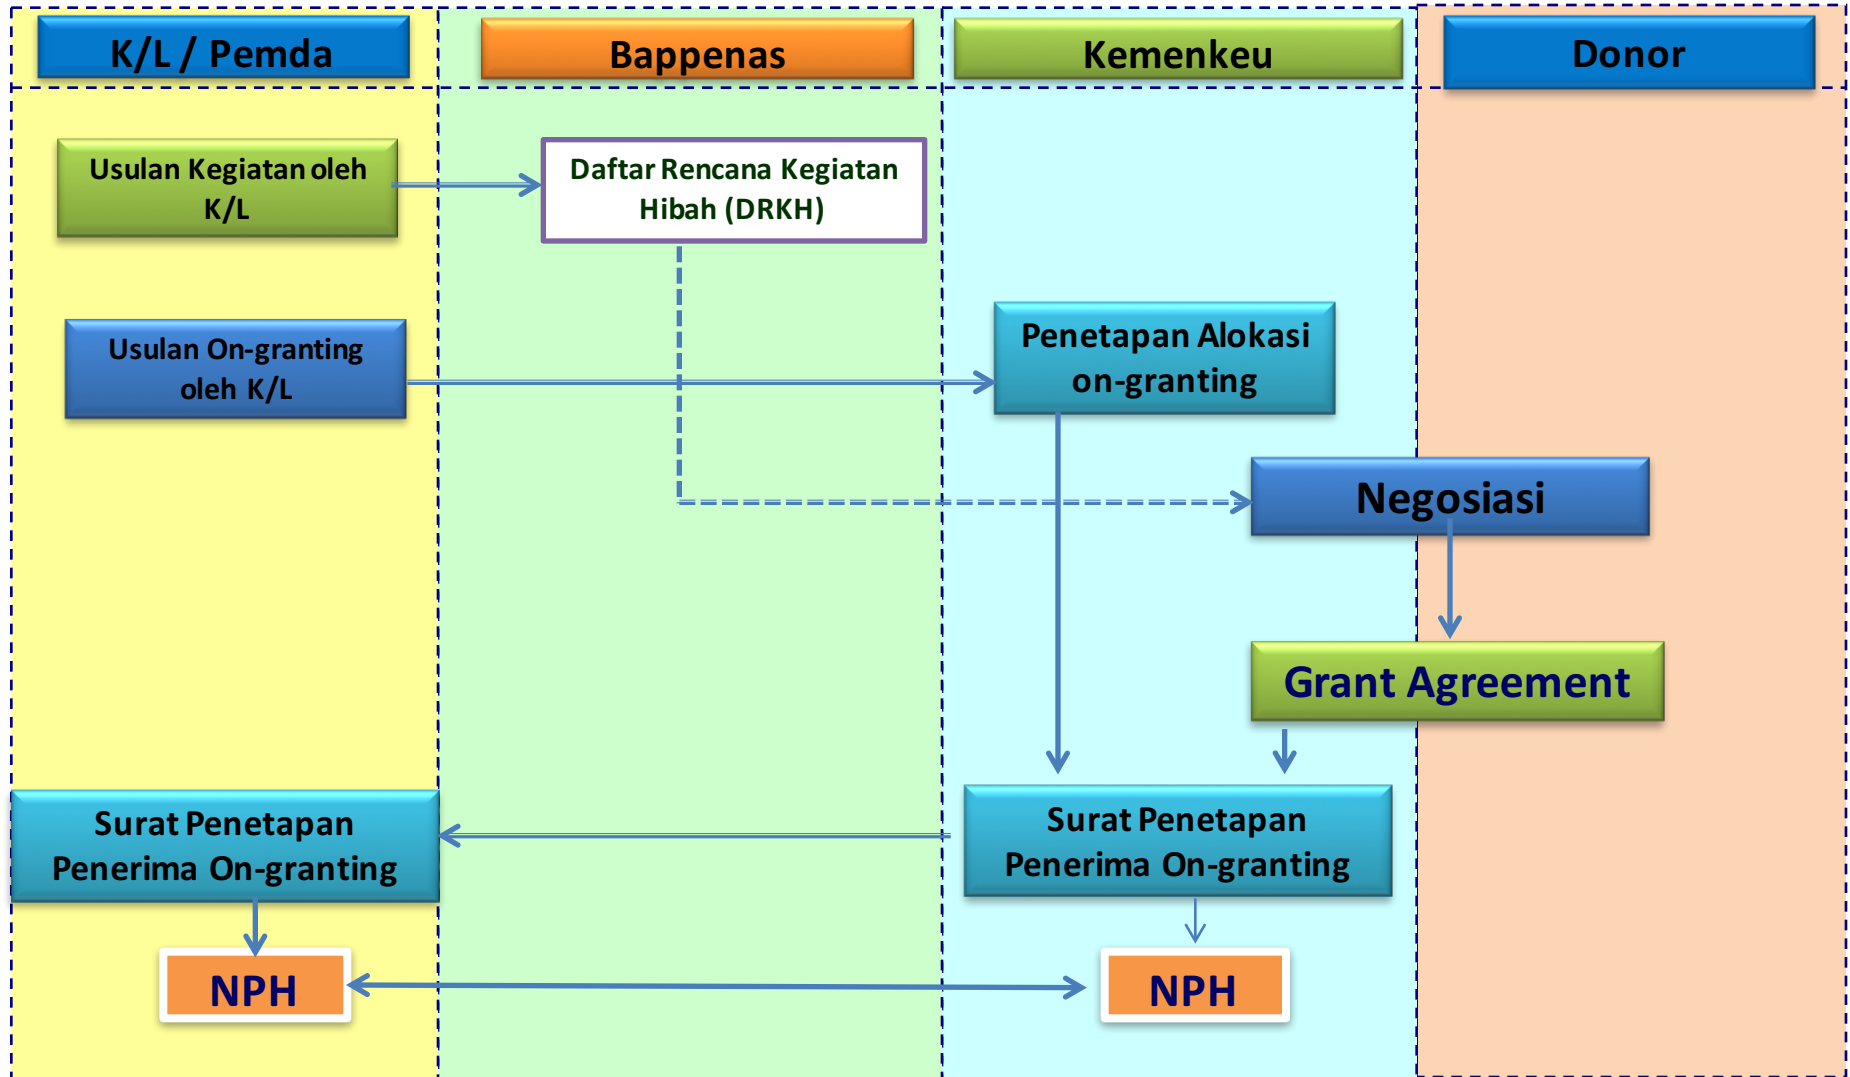 K/L / Pemda
Bappenas
Kemenkeu
Donor
Usulan Kegiatan oleh
K/L
Daftar Rencana Kegiatan
Hibah (DRKH)
Usulan On-granting
oleh K/L
Penetapan Alokasi
on-granting
Negosiasi
Grant Agreement
Surat Penetapan
Penerima On-granting
Surat Penetapan
Penerima On-granting
NPH
NPH